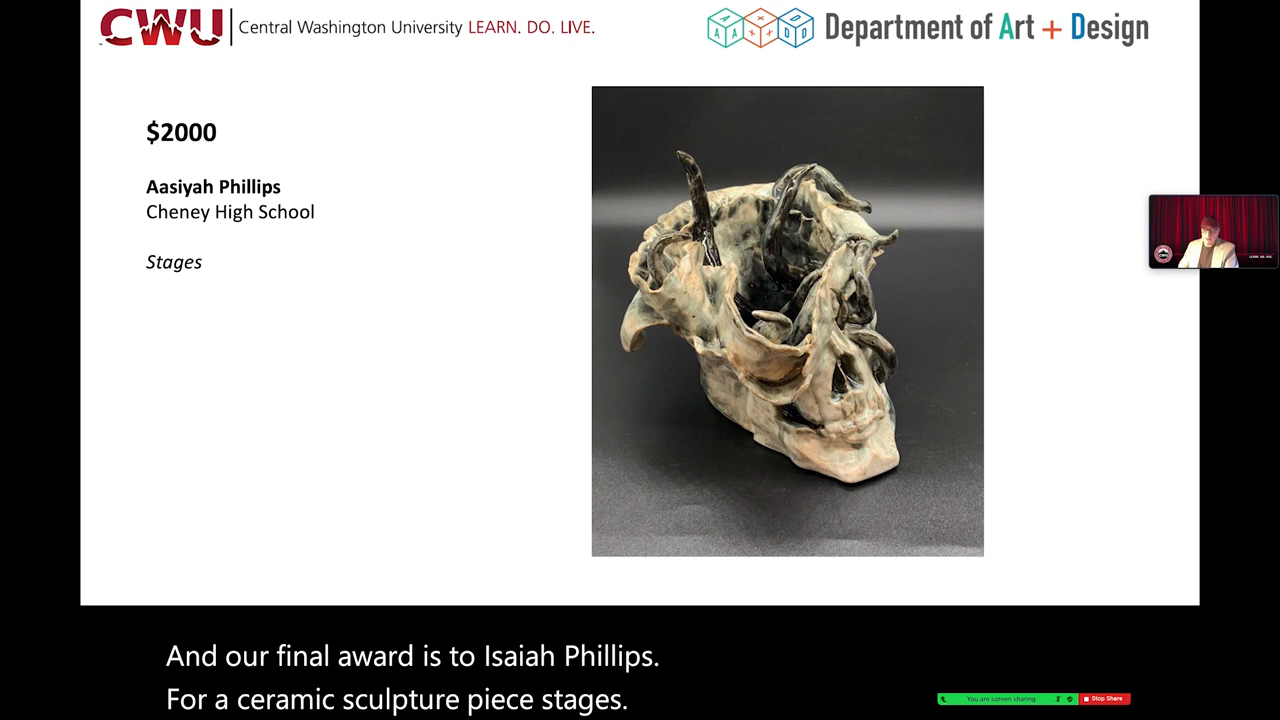 CWU Central Washington University LEARN. DO. LIVE.
Department of Art + Design
$2000
Aasiyah Phillips
Cheney High School
Stages
And our final award is to Isaiah Phillips.
For a ceramic sculpture piece stages.
You are screen sharing
Stop Share